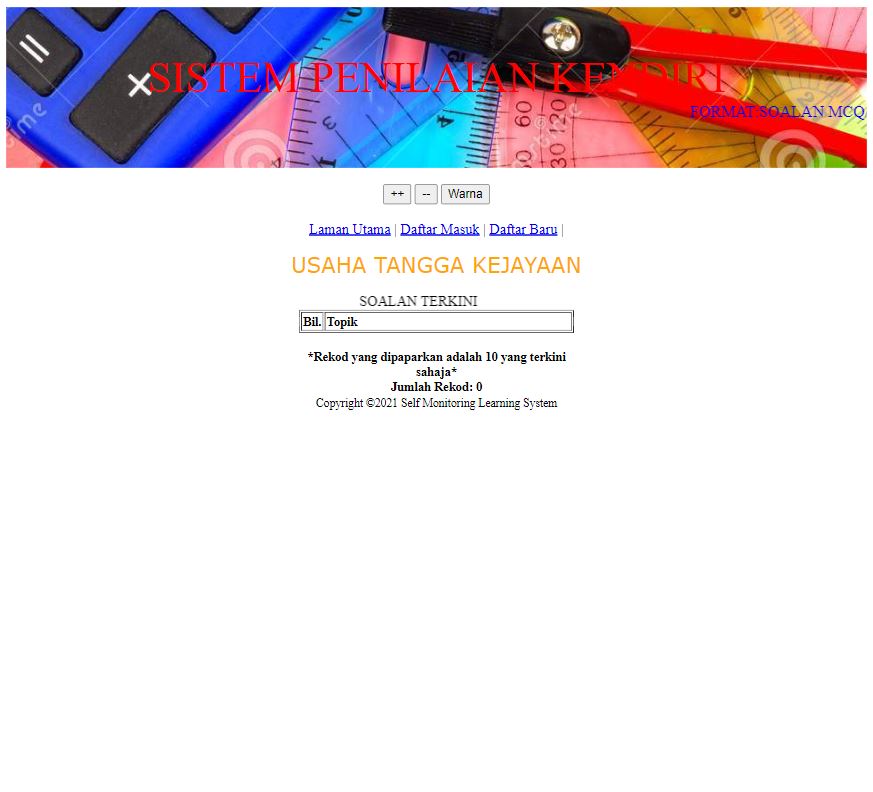 SISTEM PENILAIAN KENDIRI
FORMAT SOALAN MCQ
60
++ -- Warna
Laman Utama | Daftar Masuk | Daftar Baru |
USAHA TANGGA KEJAYAAN
SOALAN TERKINI
Bil. Topik
*Rekod yang dipaparkan adalah 10 yang terkini
sahaja*
Jumlah Rekod: 0
Copyright ©2021 Self Monitoring Learning System